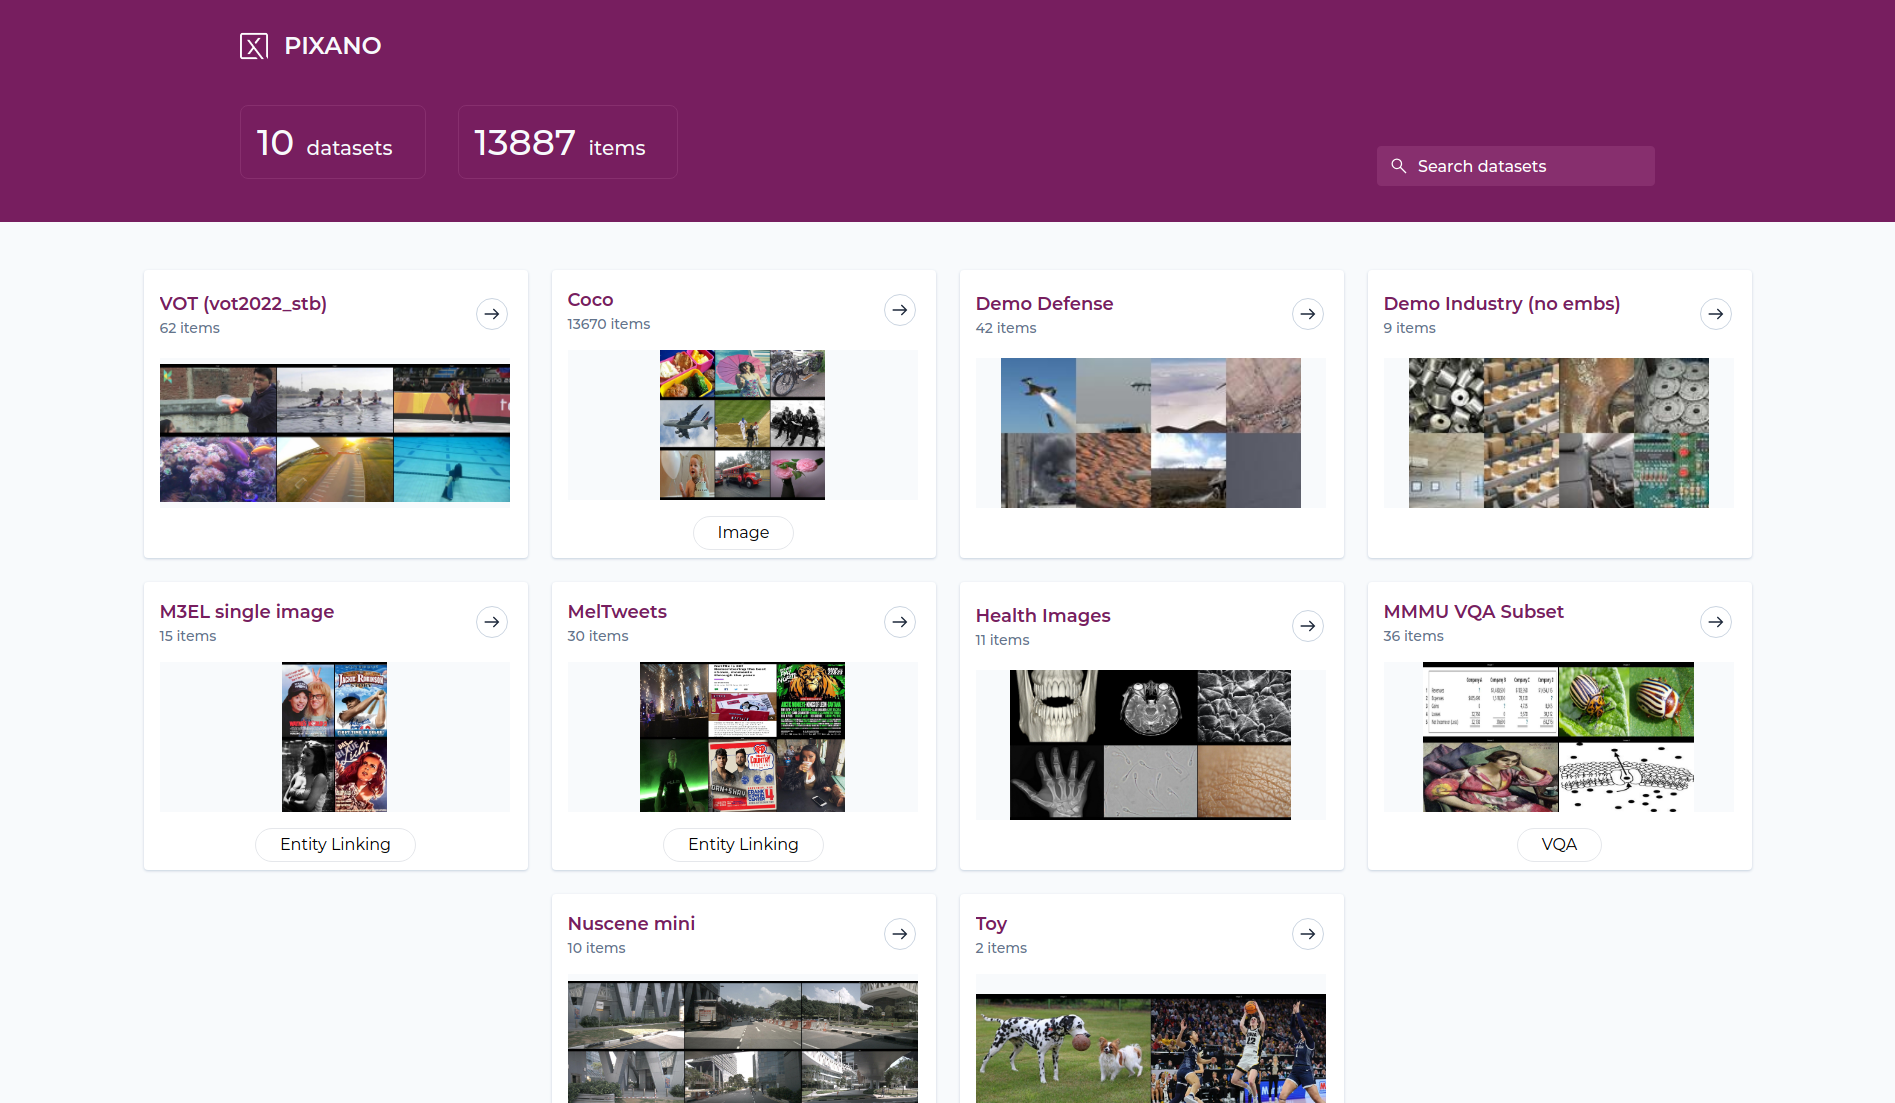 PIXANO
10 datasets
13887 items
Search datasets
VOT (vot2022_stb)
62 items
Coco
13670 items
Image
Demo Defense
42 items
Demo Industry (no embs)
9 items
M3EL single image
15 items
Entity Linking
MelTweets
30 items
Entity Linking
Health Images
11 items
MMMU VQA Subset
36 items
VQA
Nuscene mini
10 items
Toy
2 items